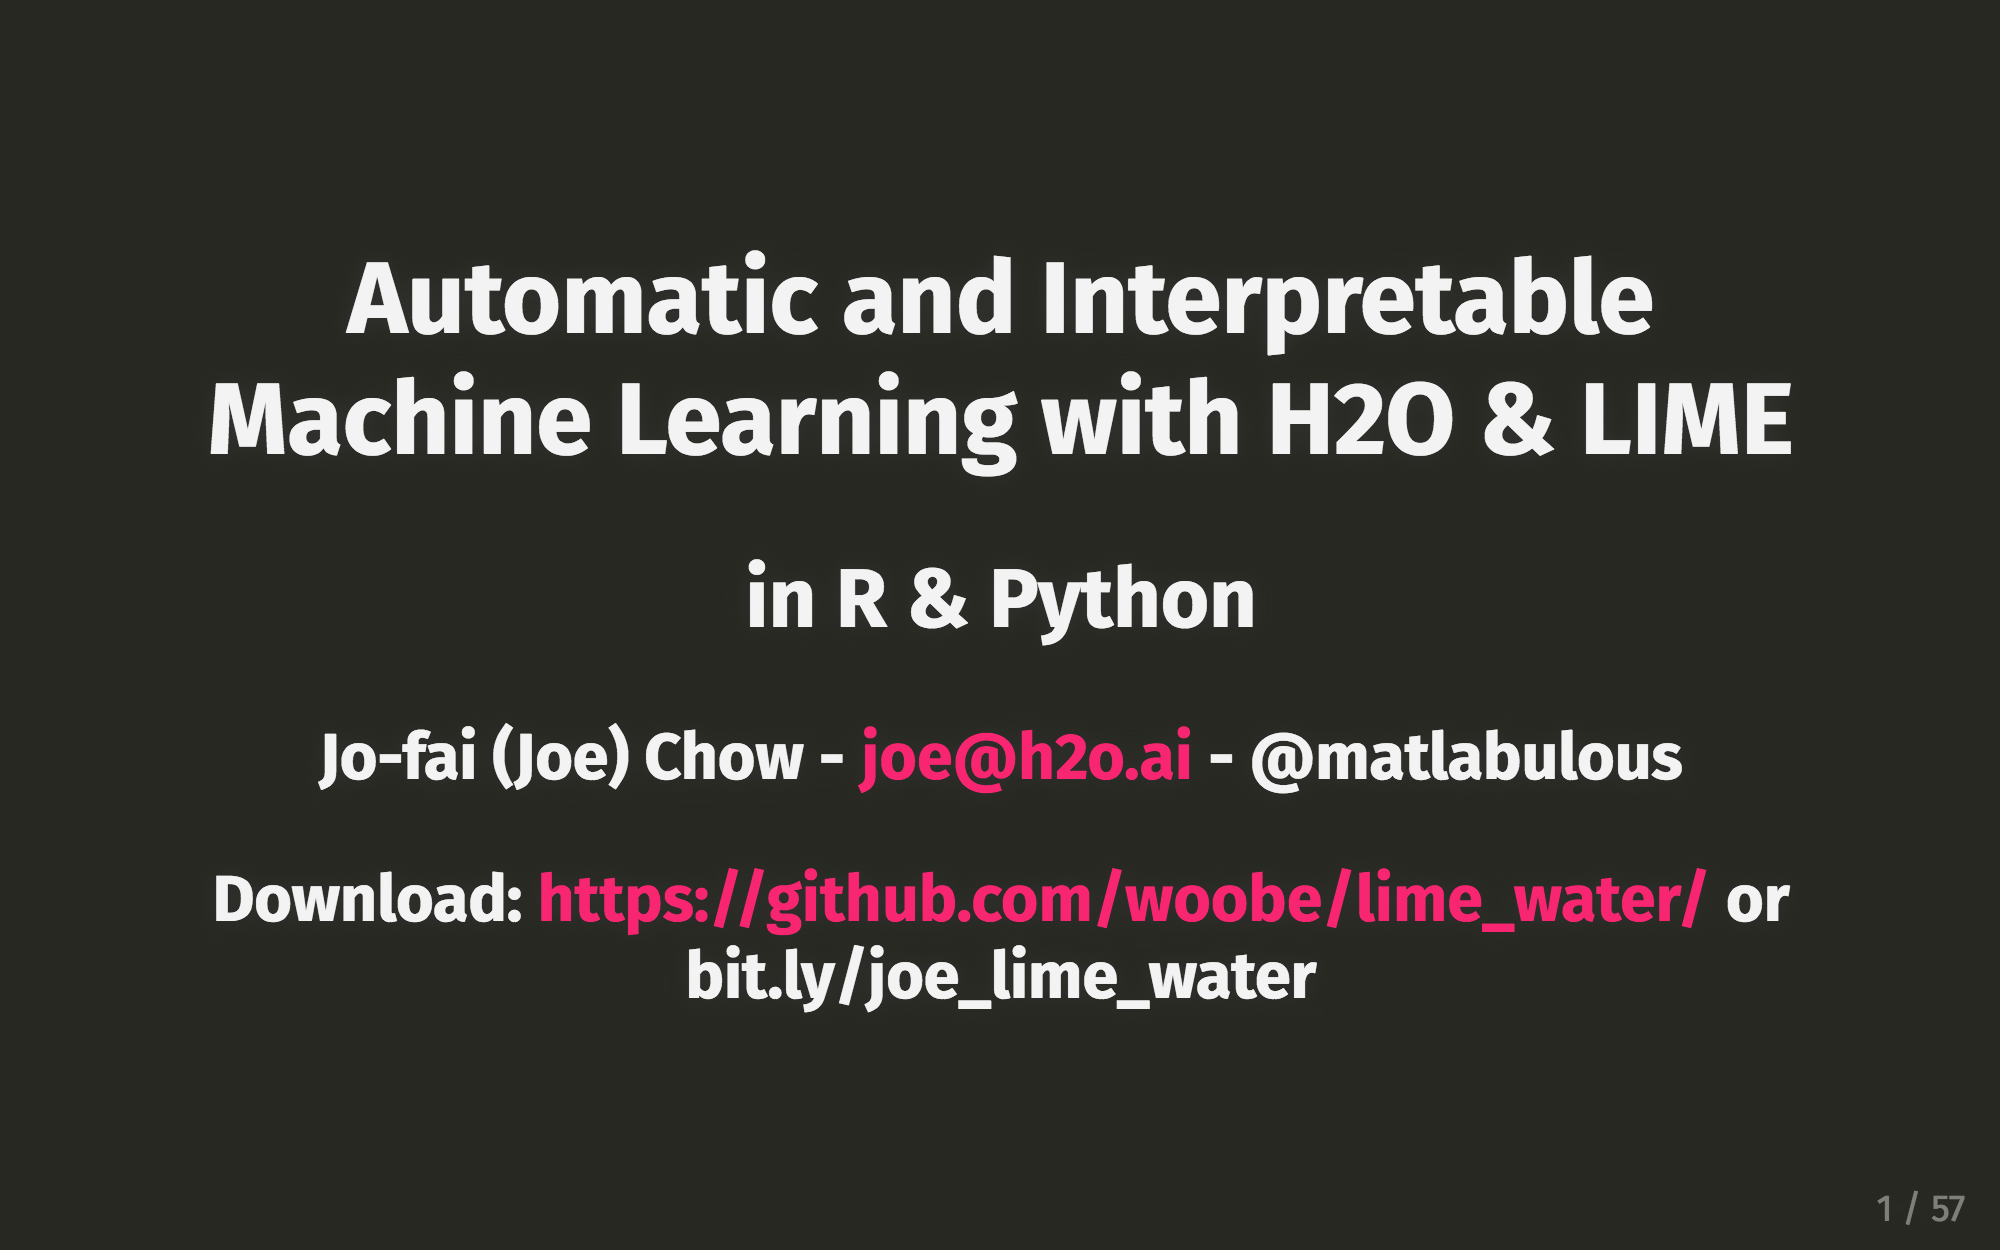 Automatic and Interpretable
Machine Learning with H2O & LIME
in R & Python
Jo-fai (Joe) Chow - joe@h2o.ai - @matlabulous
Download: https://github.com/woobe/lime_water/ or
bit.ly/joe_lime_water
1 / 57